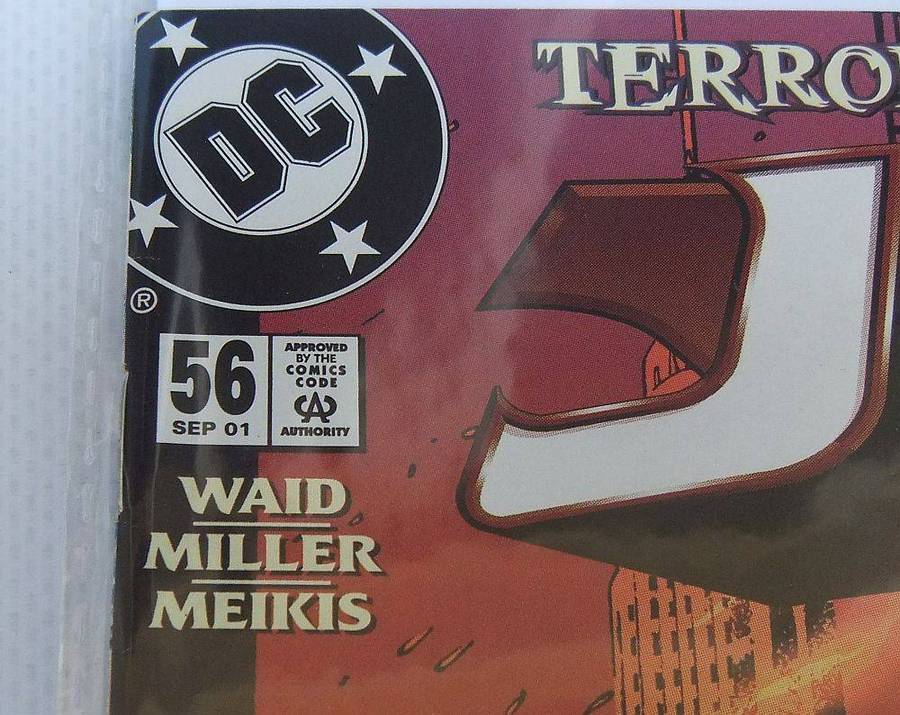 DC
TERRO
J
®
56
SEP 01
APPROVED
BY THE
COMICS
CODE
CA
AUTHORITY
WAID
MILLER
MEIKIS